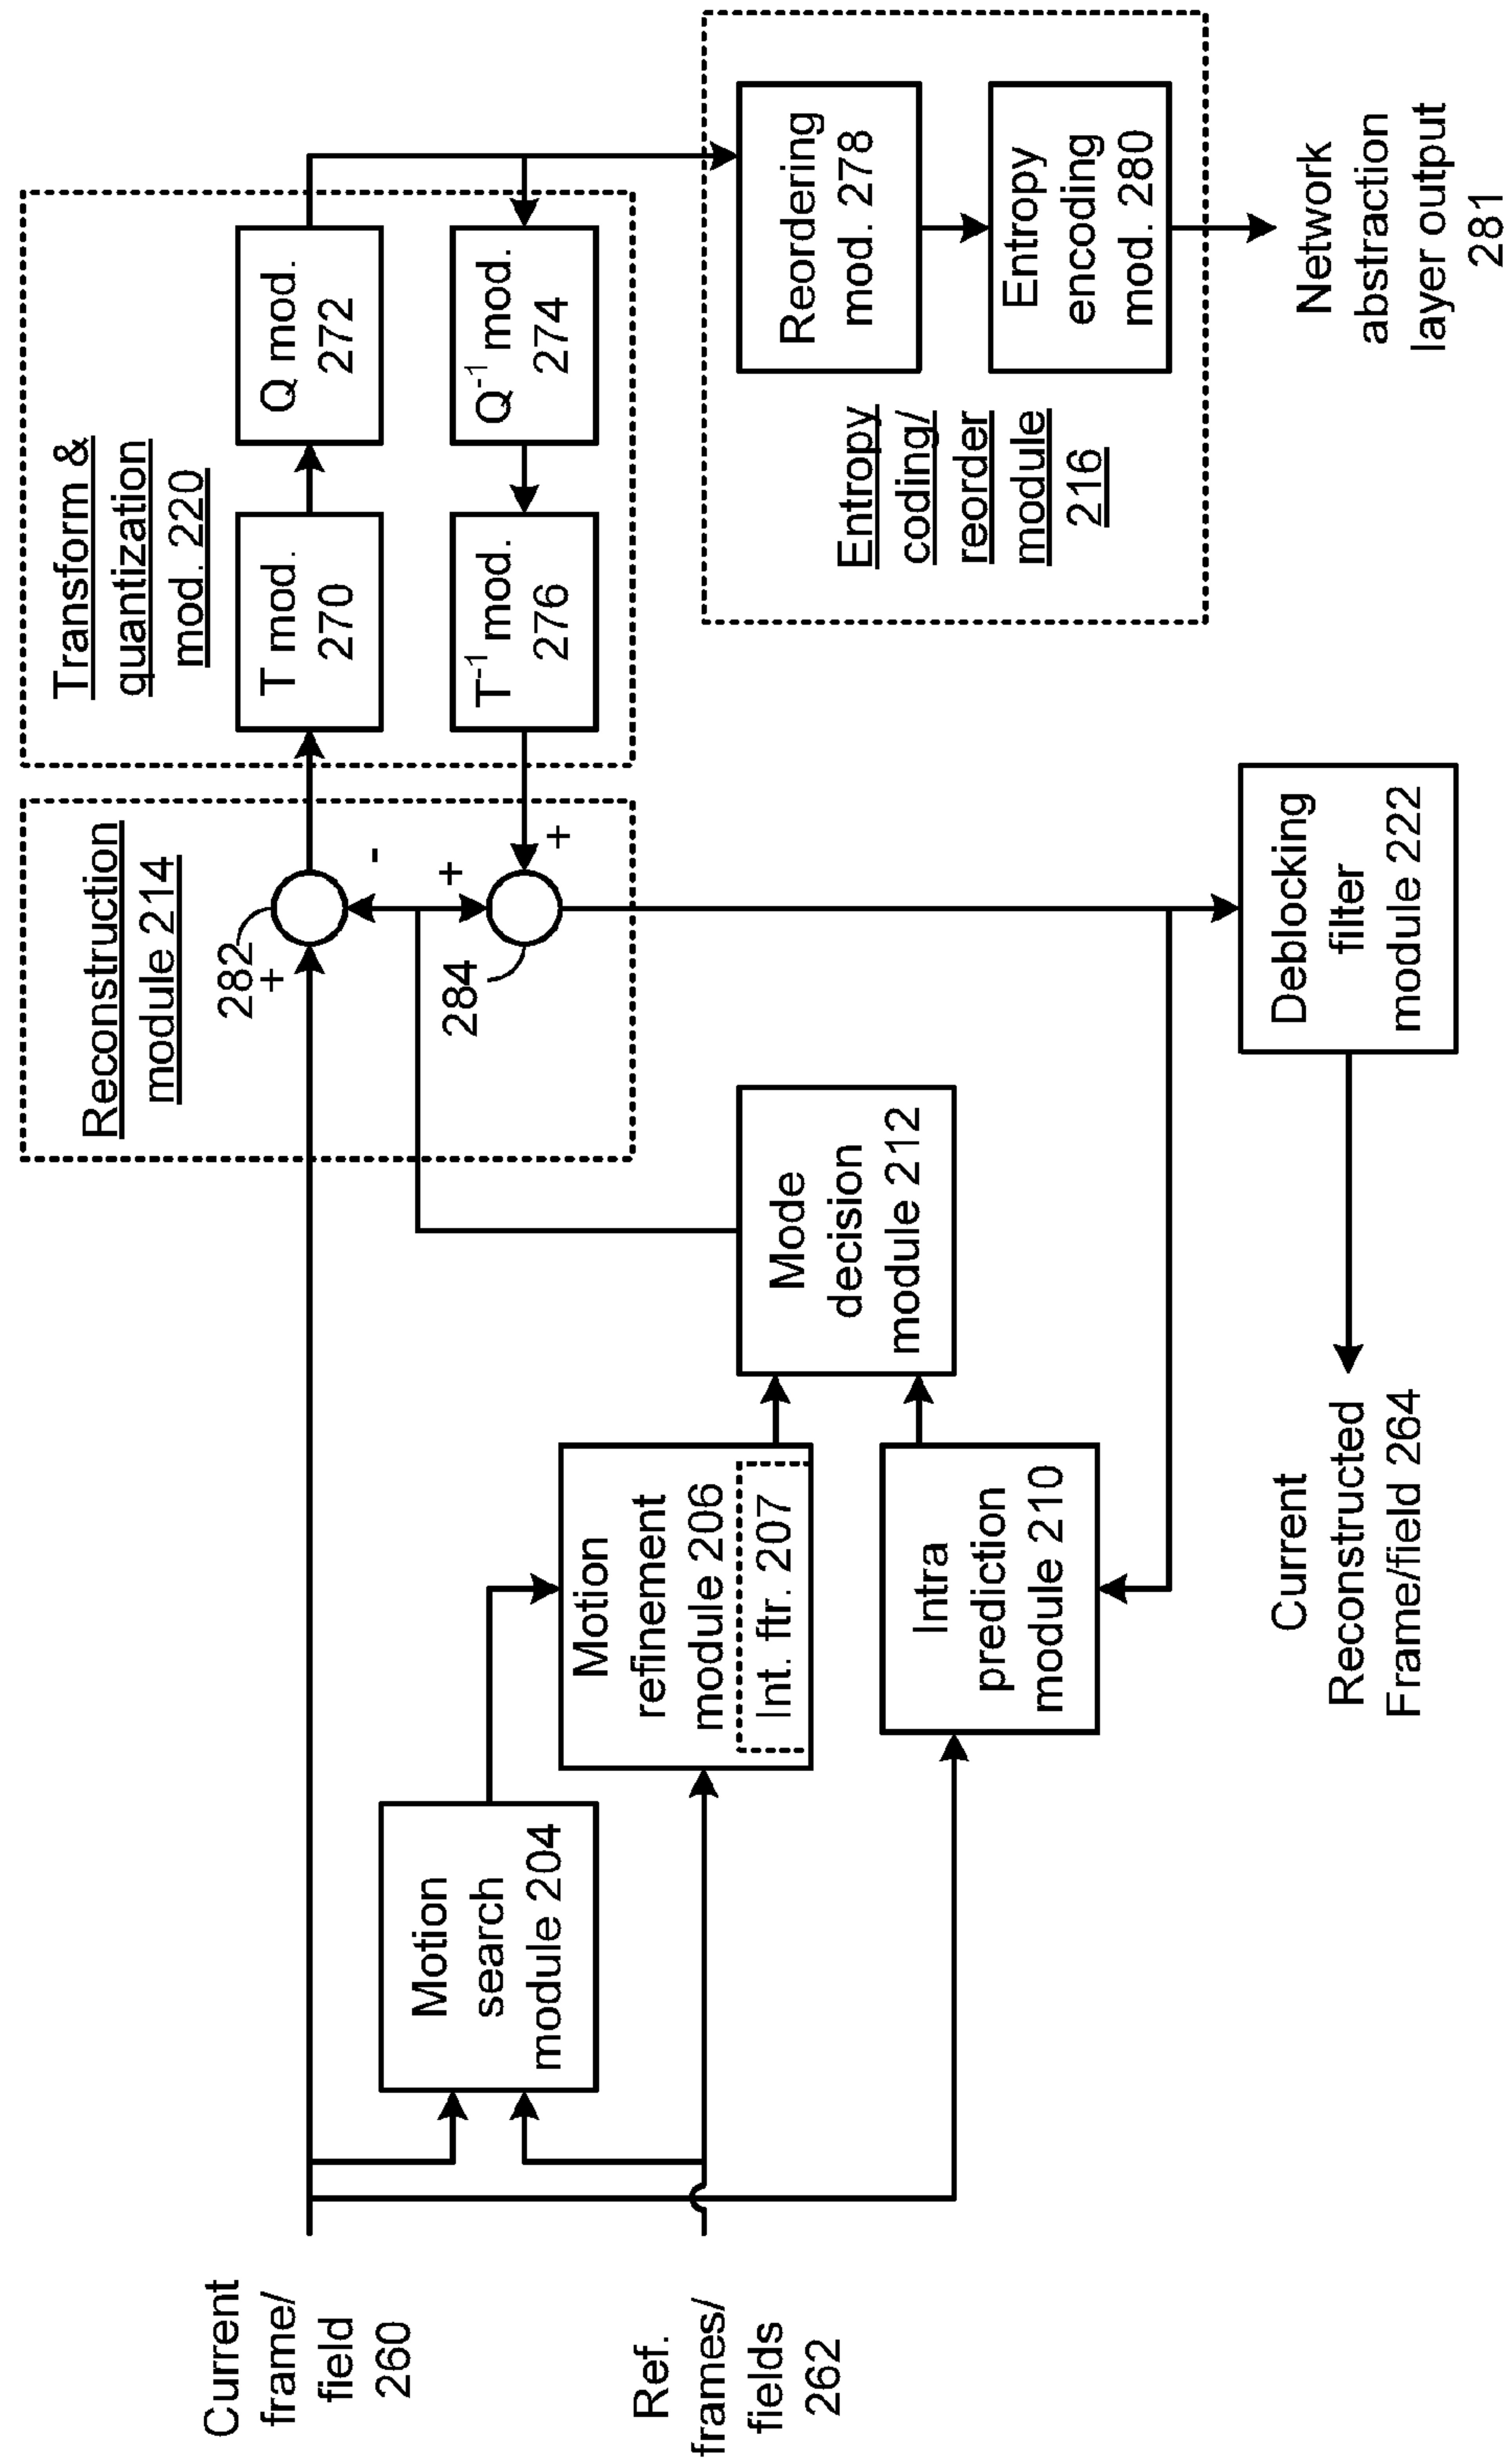 Current
frame/
field
260
Ref.
frames/
fields
262
Motion
search
module 204
Motion
refinement
module 206
Int. ftr. 207
Intra
prediction
module 210
Mode
decision
module 212
Reconstruction
module 214
282
+
-
+
+
284
Transform &
quantization
mod. 220
T mod.
270
Q mod.
272
T-1 mod.
276
Q-1 mod.
274
Entropy
coding/
reorder
module
216
Reordering
mod. 278
Entropy
encoding
mod. 280
Network
abstraction
layer output
281
Deblocking
filter
module 222
Current
Reconstructed
Frame/field 264